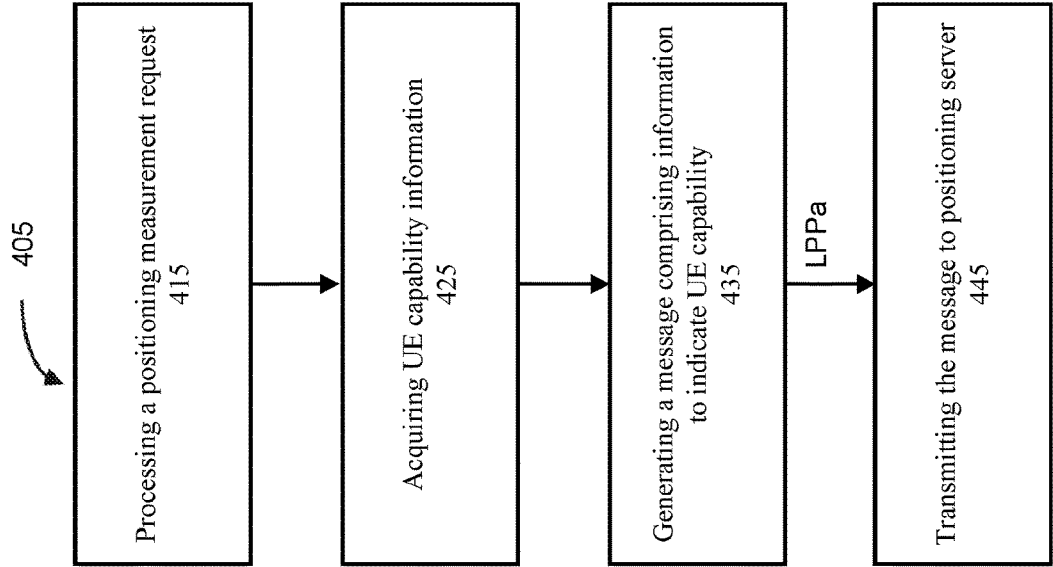 405
Processing a positioning measurement request
415
Acquiring UE capability information
425
Generating a message comprising information
to indicate UE capability
435
LPPa
Transmitting the message to positioning server
445